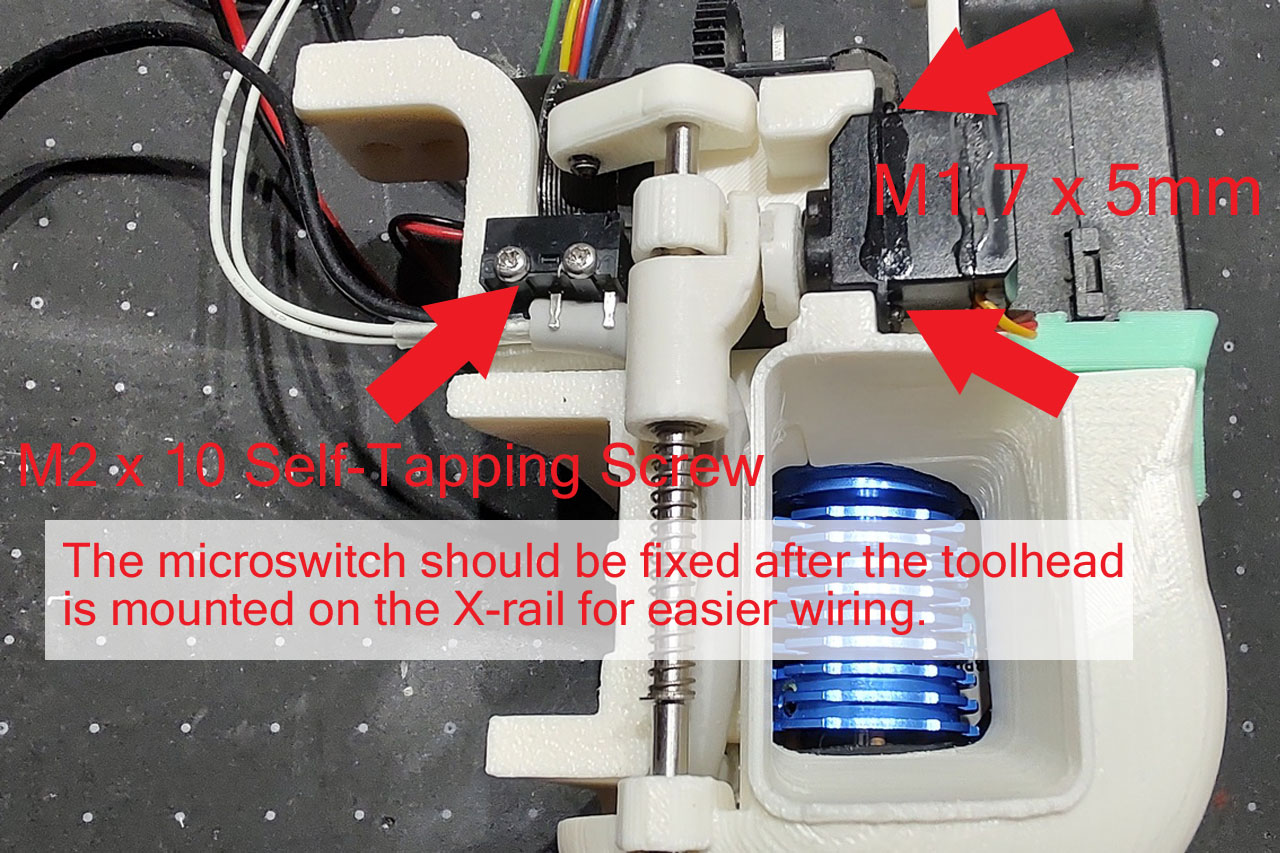 M1.7 x 5mm
M2 x 10 Self-Tapping Screw
The microswitch should be fixed after the toolhead
is mounted on the X-rail for easier wiring.